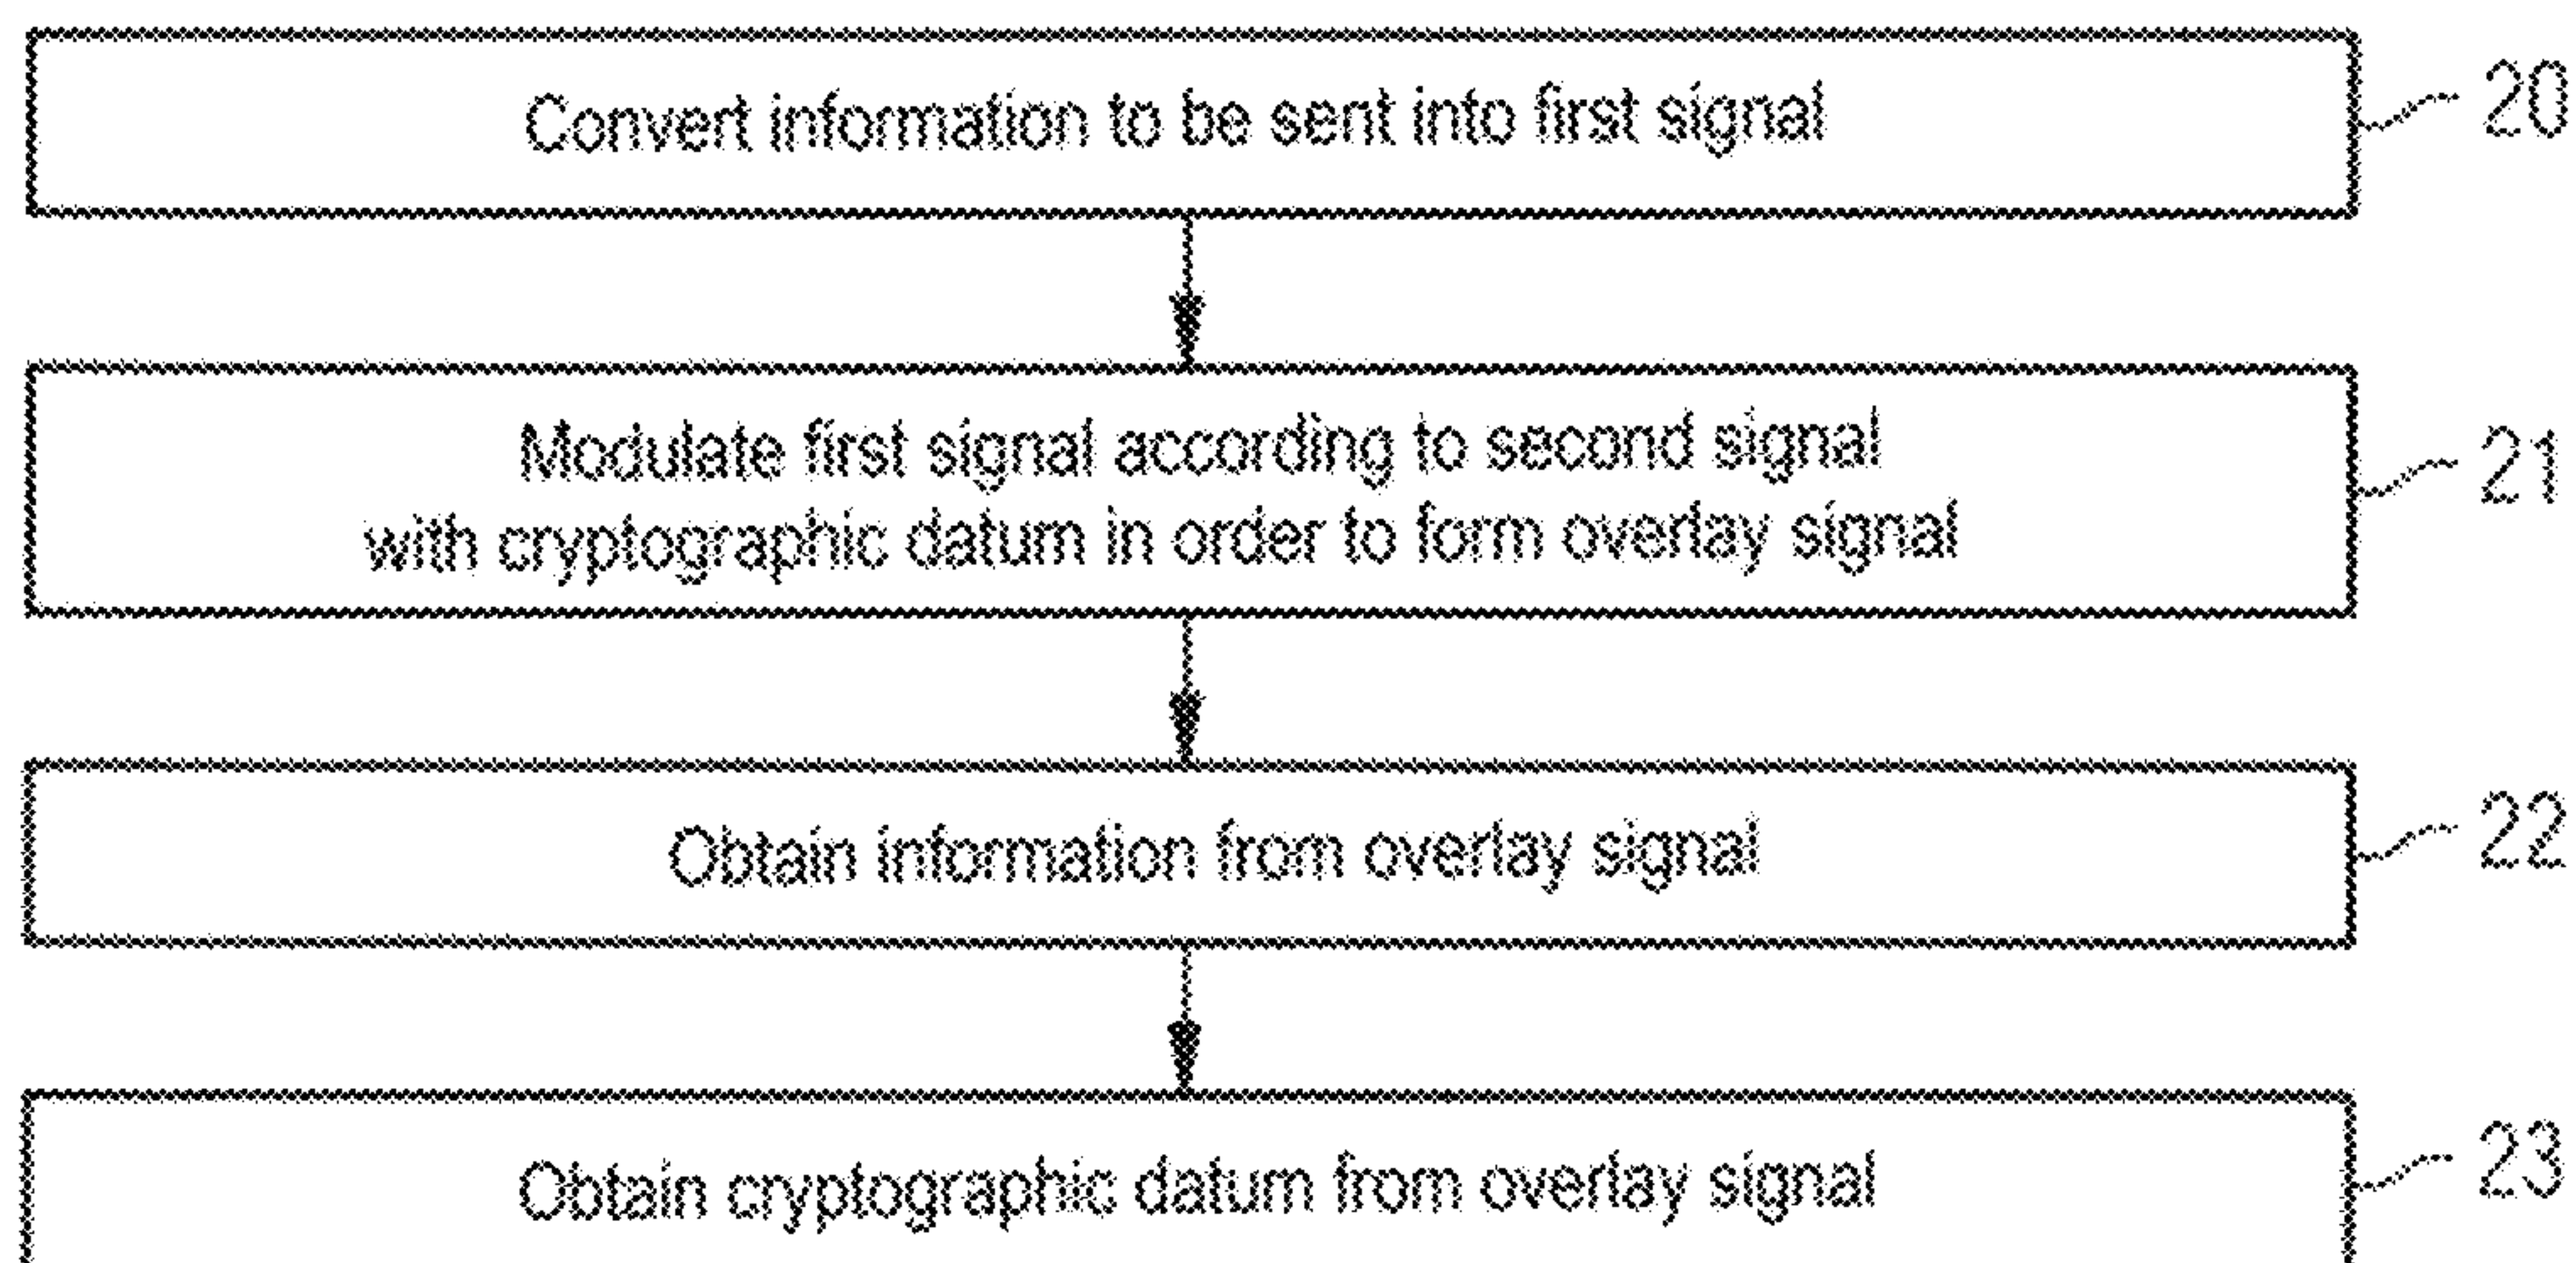 Convert information to be sent into first signal
20
Modulate first signal according to second signal
with cryptographic datum in order to form overlay signal
21
Obtain information from overlay signal
22
Obtain cryptographic datum from overlay signal
23